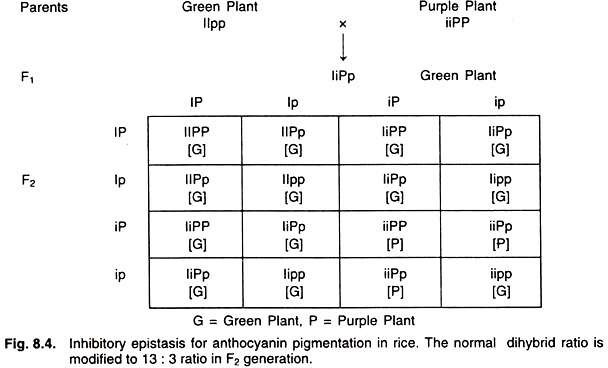 Parents Green Plant Purple Plant
IIpp × iiPP
F₁ IiPp Green Plant
IP Ip iP ip
IP IIPP IIPp IiPP IiPp
[G] [G] [G] [G]
F₂ Ip IIPp IIpp IiPp Iipp
[G] [G] [G] [G]
iP IiPP IiPp iiPP iiPp
[G] [G] [P] [P]
ip IiPp Iipp iiPp iipp
[G] [G] [P] [G]
G = Green Plant, P = Purple Plant
Fig. 8.4. Inhibitory epistasis for anthocyanin pigmentation in rice. The normal dihybrid ratio is
modified to 13 : 3 ratio in F₂ generation.